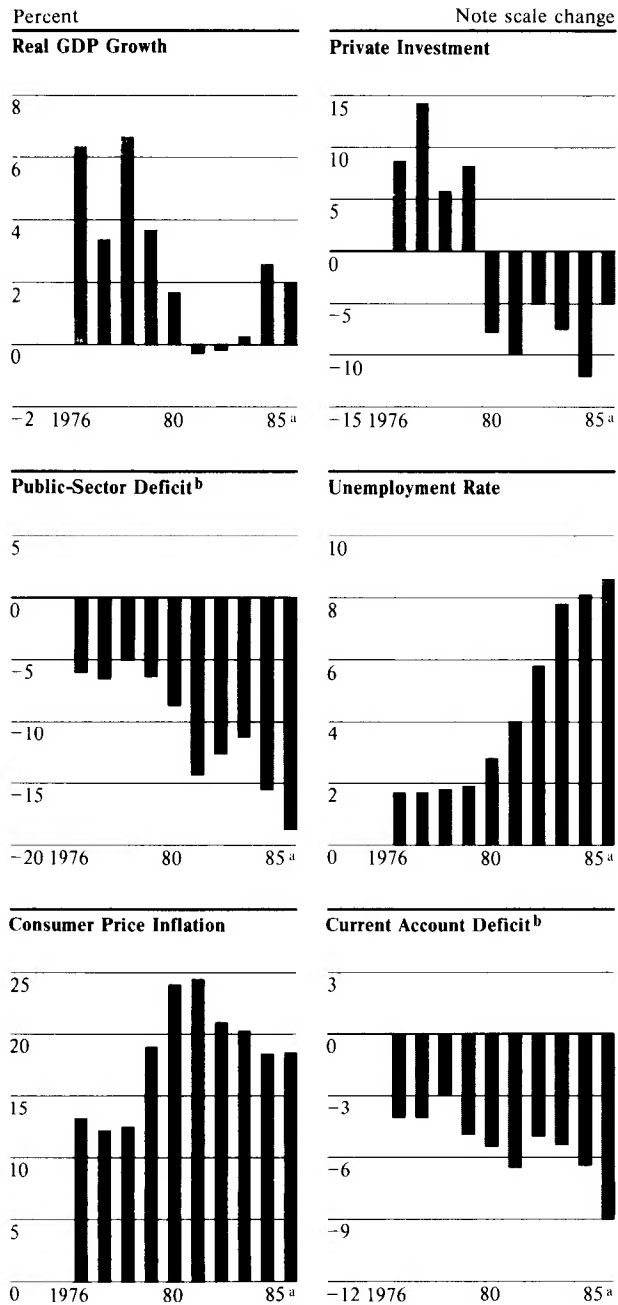 Percent Note scale change
Real GDP Growth
8
6
4
2
0
−2 1976 80 85 a
Private Investment
15
10
5
0
−5
−10
−15 1976 80 85 a
Public-Sector Deficit b
5
0
−5
−10
−15
−20 1976 80 85 a
Unemployment Rate
10
8
6
4
2
0 1976 80 85 a
Consumer Price Inflation
25
20
15
10
5
0 1976 80 85 a
Current Account Deficit b
3
0
−3
−6
−9
−12 1976 80 85 a